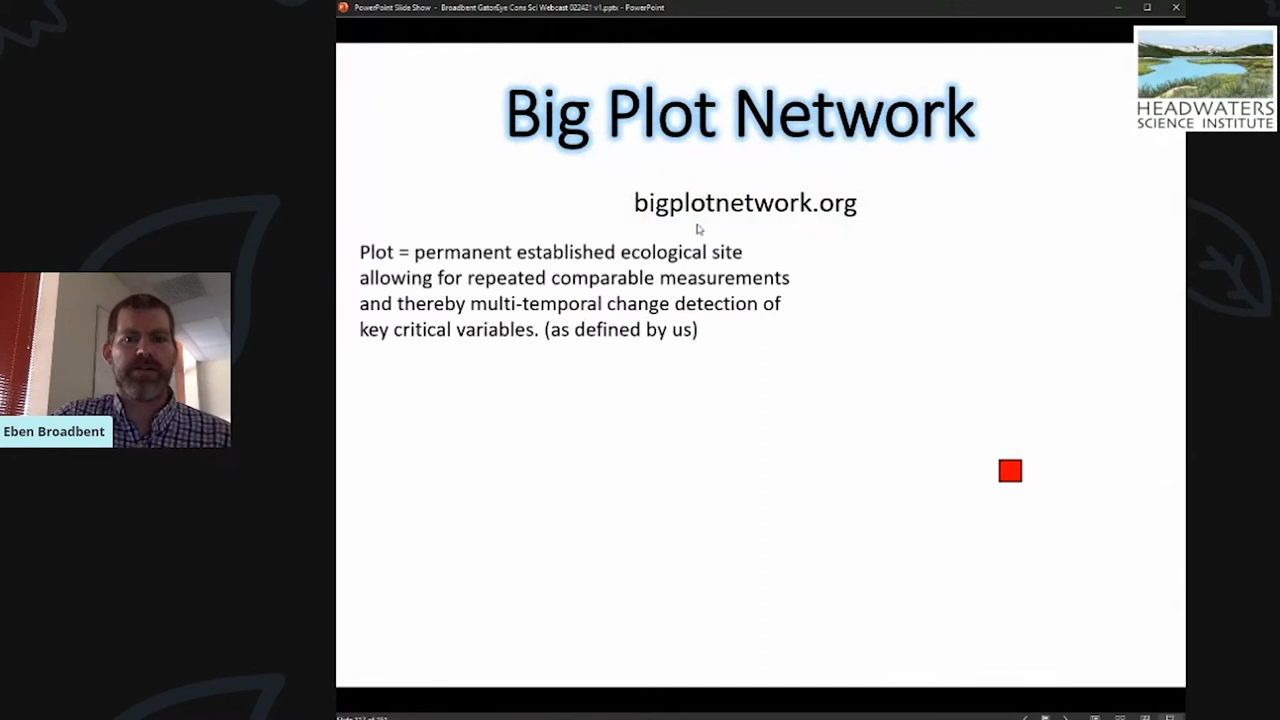 PowerPoint Slide Show - Broadbent GatorEye Cons Sci Webcast 022421 v1.pptx - PowerPoint
HEADWATERS
SCIENCE INSTITUTE
Big Plot Network
bigplotnetwork.org
Plot = permanent established ecological site
allowing for repeated comparable measurements
and thereby multi-temporal change detection of
key critical variables. (as defined by us)
Eben Broadbent